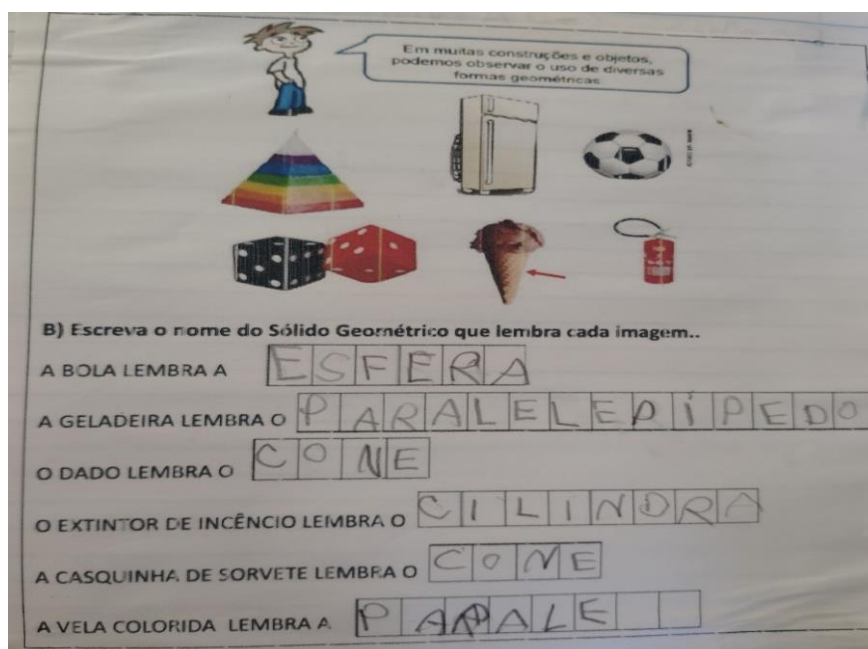 Em muitas construções e objetos,
podemos observar o uso de diversas
formas geométricas.
B) Escreva o nome do Sólido Geométrico que lembra cada imagem..
A BOLA LEMBRA A ESFERA
A GELADEIRA LEMBRA O PARALELEPÍPEDO
O DADO LEMBRA O CONE
O EXTINTOR DE INCÊNCIO LEMBRA O CILINDRA
A CASQUINHA DE SORVETE LEMBRA O CONE
A VELA COLORIDA LEMBRA A PARALE